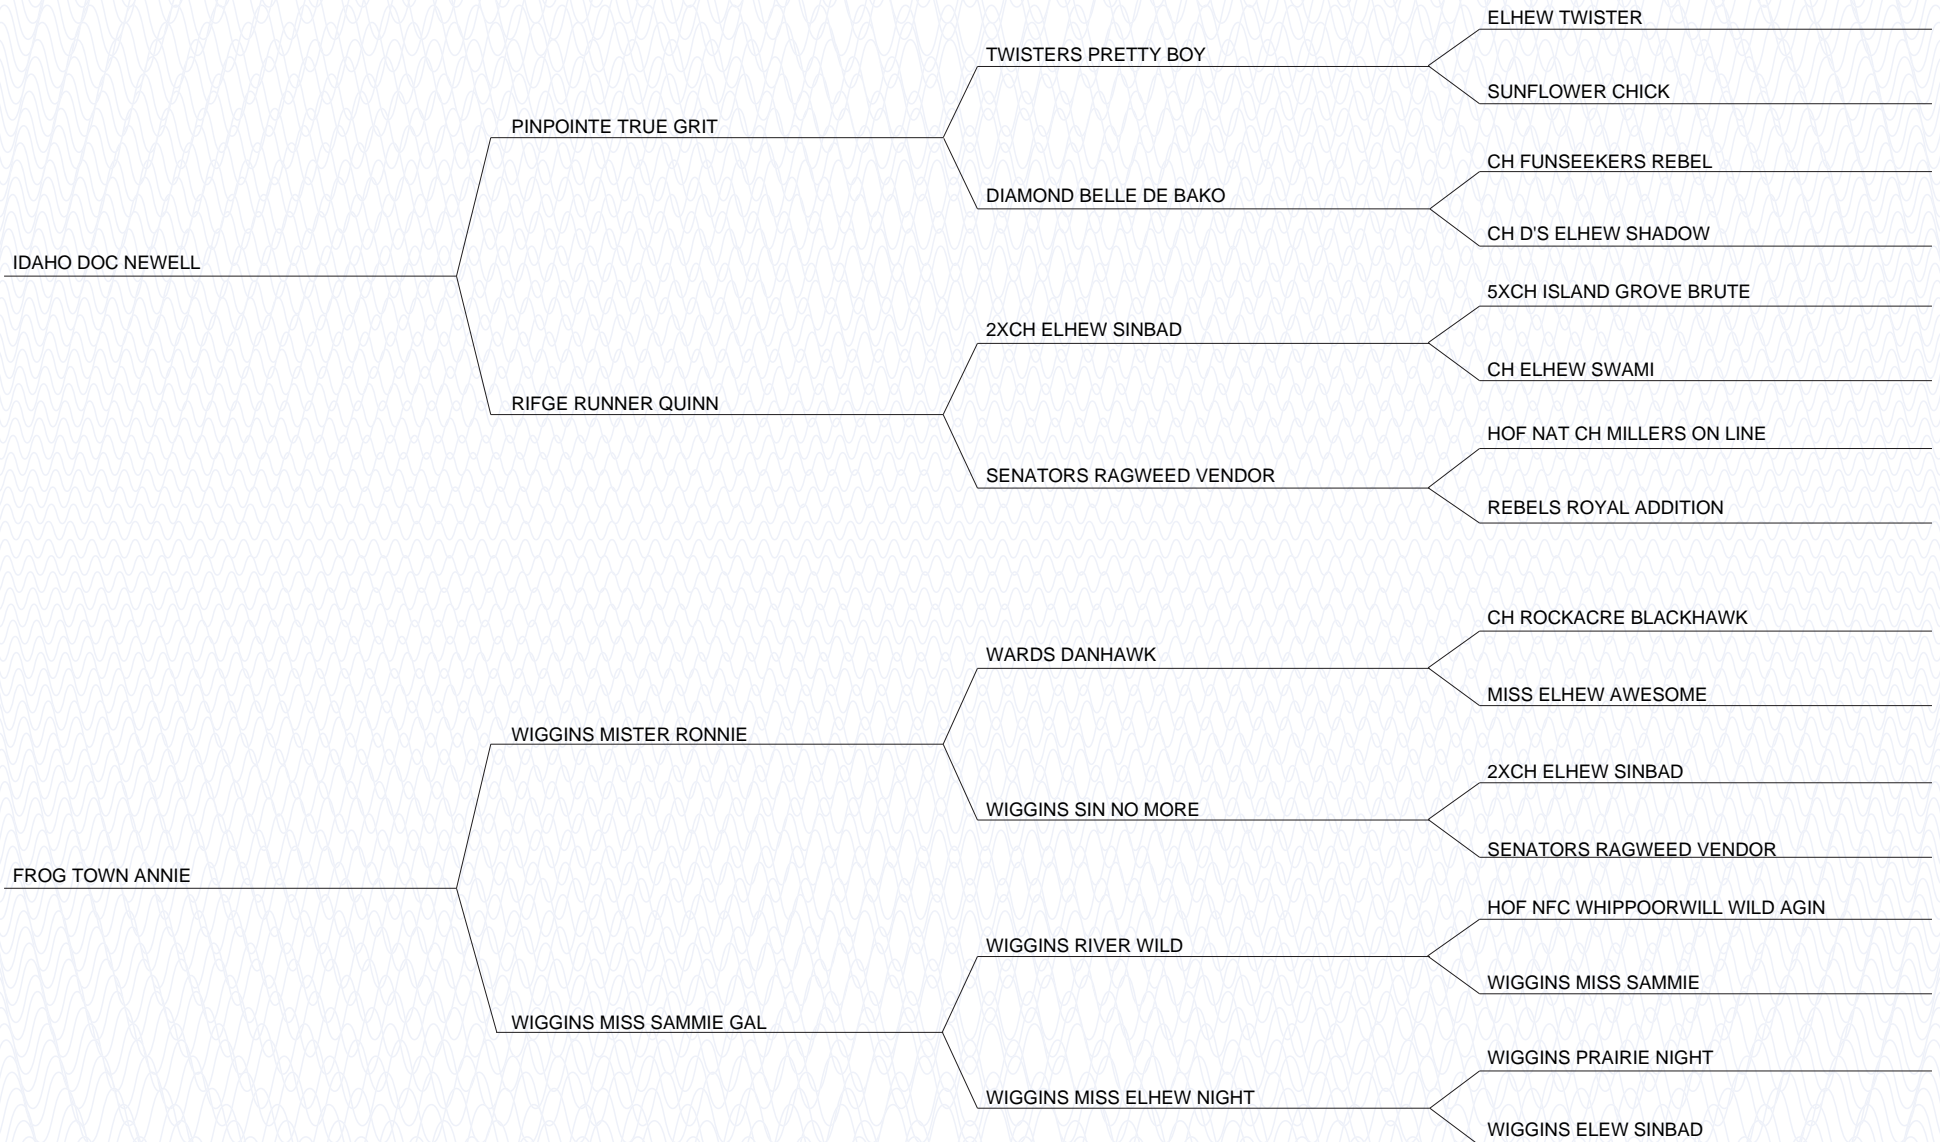 ELHEW TWISTER
TWISTERS PRETTY BOY
SUNFLOWER CHICK
PINPOINTE TRUE GRIT
CH FUNSEEKERS REBEL
DIAMOND BELLE DE BAKO
CH D'S ELHEW SHADOW
IDAHO DOC NEWELL
5XCH ISLAND GROVE BRUTE
2XCH ELHEW SINBAD
CH ELHEW SWAMI
RIFGE RUNNER QUINN
HOF NAT CH MILLERS ON LINE
SENATORS RAGWEED VENDOR
REBELS ROYAL ADDITION
CH ROCKACRE BLACKHAWK
WARDS DANHAWK
MISS ELHEW AWESOME
WIGGINS MISTER RONNIE
2XCH ELHEW SINBAD
WIGGINS SIN NO MORE
SENATORS RAGWEED VENDOR
FROG TOWN ANNIE
HOF NFC WHIPPOORWILL WILD AGIN
WIGGINS RIVER WILD
WIGGINS MISS SAMMIE
WIGGINS MISS SAMMIE GAL
WIGGINS PRAIRIE NIGHT
WIGGINS MISS ELHEW NIGHT
WIGGINS ELEW SINBAD